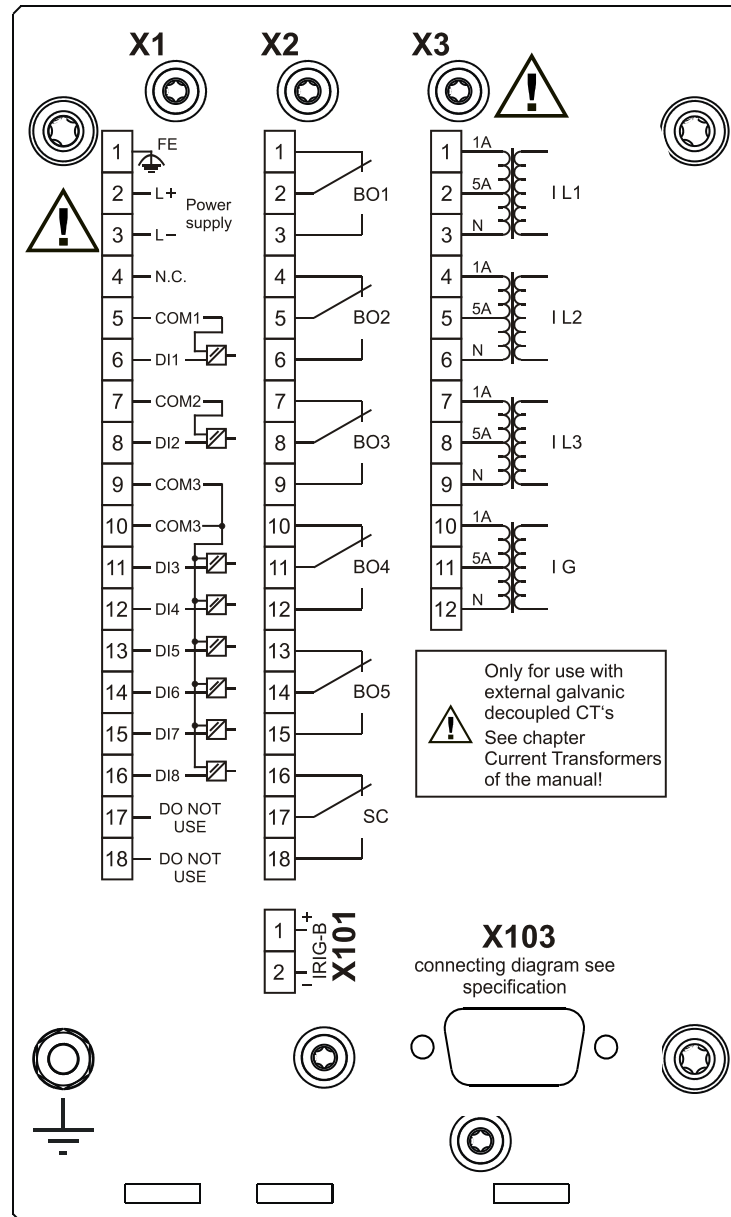 X1 X2 X3
1 FE
2 L+
Power
supply
3 L−
4 N.C.
5 COM1
6 DI1
7 COM2
8 DI2
9 COM3
10 COM3
11 DI3
12 DI4
13 DI5
14 DI6
15 DI7
16 DI8
17 DO NOT
USE
18 DO NOT
USE
1
2 BO1
3
4
5 BO2
6
7
8 BO3
9
10
11 BO4
12
13
14 BO5
15
16
17 SC
18
!
!
1 1A
2 5A I L1
3 N
4 1A
5 5A I L2
6 N
7 1A
8 5A I L3
9 N
10 1A
11 5A I G
12 N
!
Only for use with
external galvanic
decoupled CT‘s
See chapter
Current Transformers
of the manual!
1 +
2 −
IRIG-B
X101
X103
connecting diagram see
specification